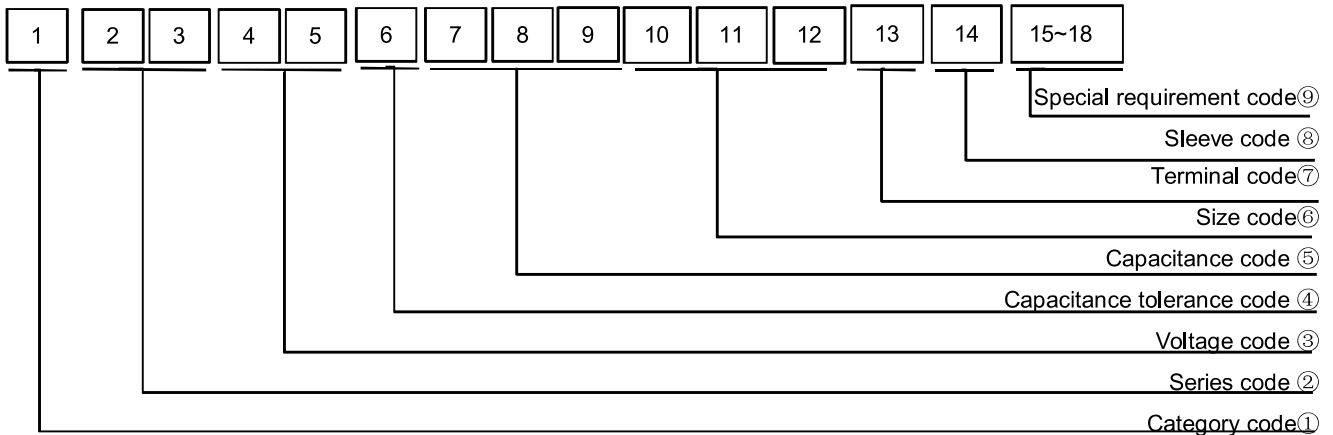 1 2 3 4 5 6 7 8 9 10 11 12 13 14 15~18
Special requirement code⑨
Sleeve code ⑧
Terminal code⑦
Size code⑥
Capacitance code ⑤
Capacitance tolerance code ④
Voltage code ③
Series code ②
Category code①